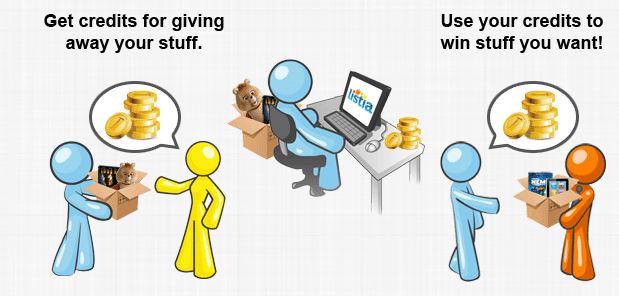 Get credits for giving
away your stuff.
Use your credits to
win stuff you want!
listia